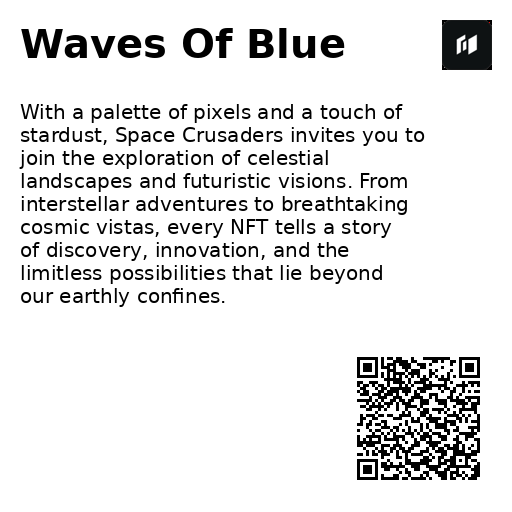 Waves Of Blue
With a palette of pixels and a touch of
stardust, Space Crusaders invites you to
join the exploration of celestial
landscapes and futuristic visions. From
interstellar adventures to breathtaking
cosmic vistas, every NFT tells a story
of discovery, innovation, and the
limitless possibilities that lie beyond
our earthly confines.